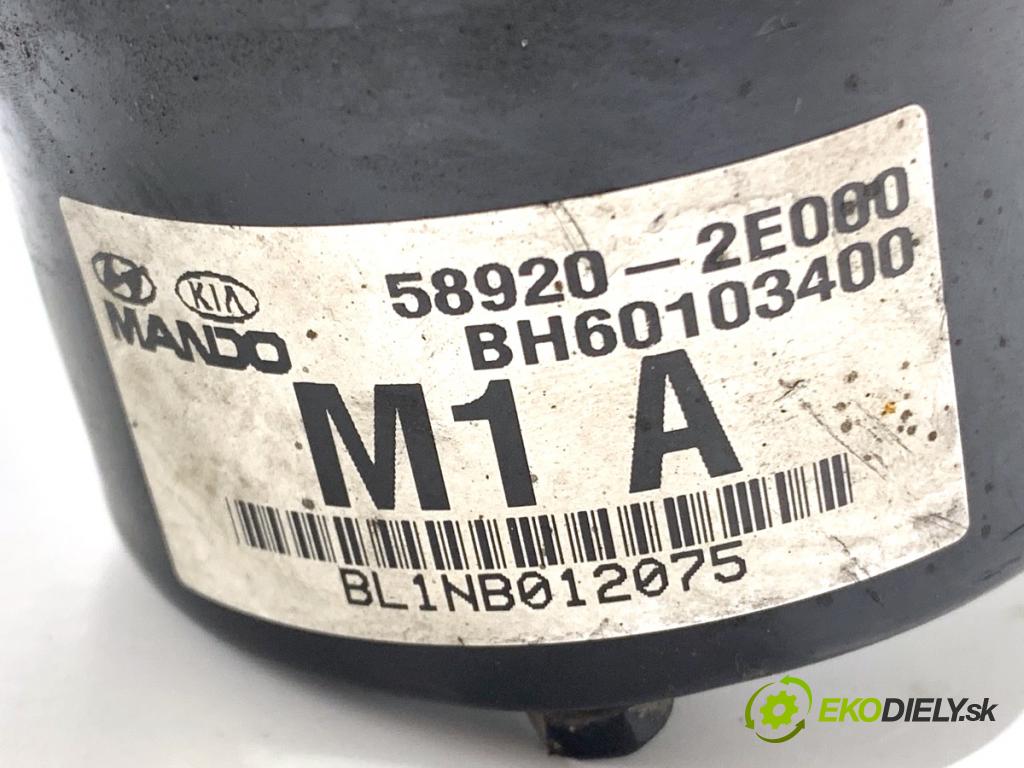 58920-2E000
KIA
MANDO
BH60103400
M1 A
BL1NB012075
EKODIELY.sk